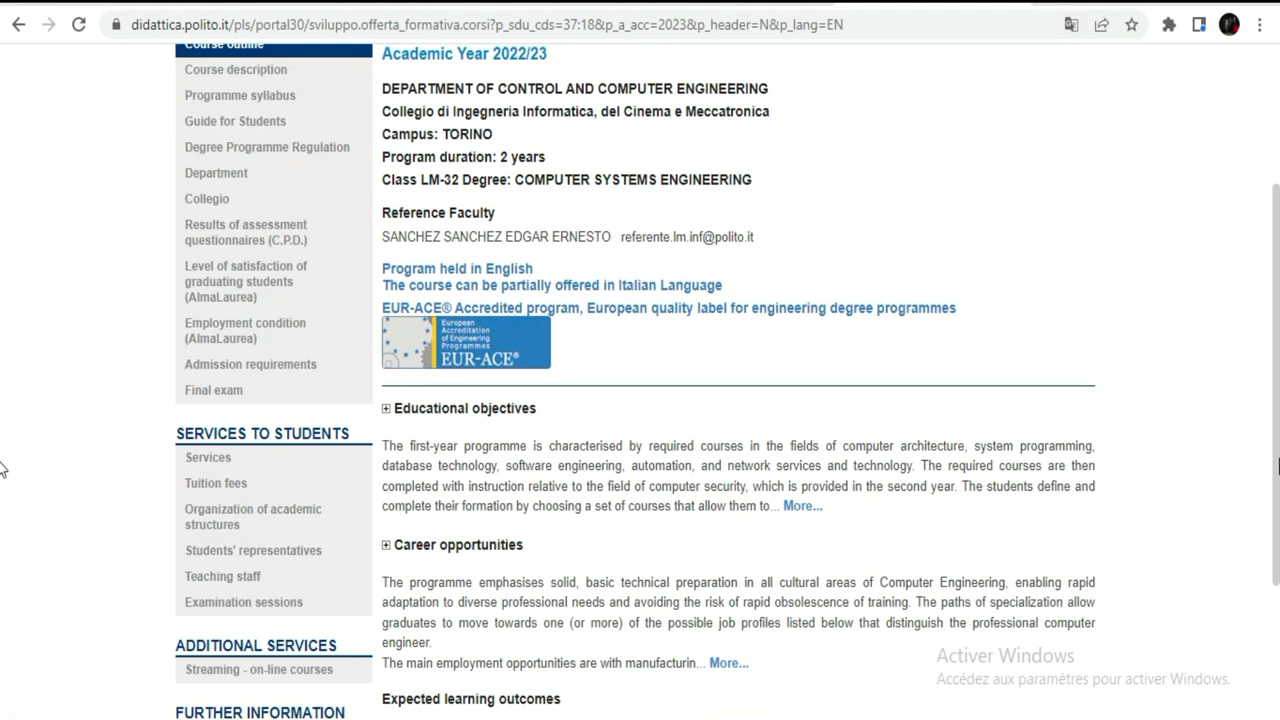 didattica.polito.it/pls/portal30/sviluppo.offerta_formativa.corsi?p_sdu_cds=37:18&p_a_acc=2023&p_header=N&p_lang=EN
Course outline
Course description
Programme syllabus
Guide for Students
Degree Programme Regulation
Department
Collegio
Results of assessment
questionnaires (C.P.D.)
Level of satisfaction of
graduating students
(AlmaLaurea)
Employment condition
(AlmaLaurea)
Admission requirements
Final exam
SERVICES TO STUDENTS
Services
Tuition fees
Organization of academic
structures
Students' representatives
Teaching staff
Examination sessions
ADDITIONAL SERVICES
Streaming - on-line courses
FURTHER INFORMATION
Academic Year 2022/23
DEPARTMENT OF CONTROL AND COMPUTER ENGINEERING
Collegio di Ingegneria Informatica, del Cinema e Meccatronica
Campus: TORINO
Program duration: 2 years
Class LM-32 Degree: COMPUTER SYSTEMS ENGINEERING
Reference Faculty
SANCHEZ SANCHEZ EDGAR ERNESTO referente.lm.inf@polito.it
Program held in English
The course can be partially offered in Italian Language
EUR-ACE® Accredited program, European quality label for engineering degree programmes
European
Accreditation
of Engineering
Programmes
EUR-ACE®
Educational objectives
The first-year programme is characterised by required courses in the fields of computer architecture, system programming,
database technology, software engineering, automation, and network services and technology. The required courses are then
completed with instruction relative to the field of computer security, which is provided in the second year. The students define and
complete their formation by choosing a set of courses that allow them to... More...
Career opportunities
The programme emphasises solid, basic technical preparation in all cultural areas of Computer Engineering, enabling rapid
adaptation to diverse professional needs and avoiding the risk of rapid obsolescence of training. The paths of specialization allow
graduates to move towards one (or more) of the possible job profiles listed below that distinguish the professional computer
engineer.
The main employment opportunities are with manufacturin... More...
Expected learning outcomes
Activer Windows
Accédez aux paramètres pour activer Windows.